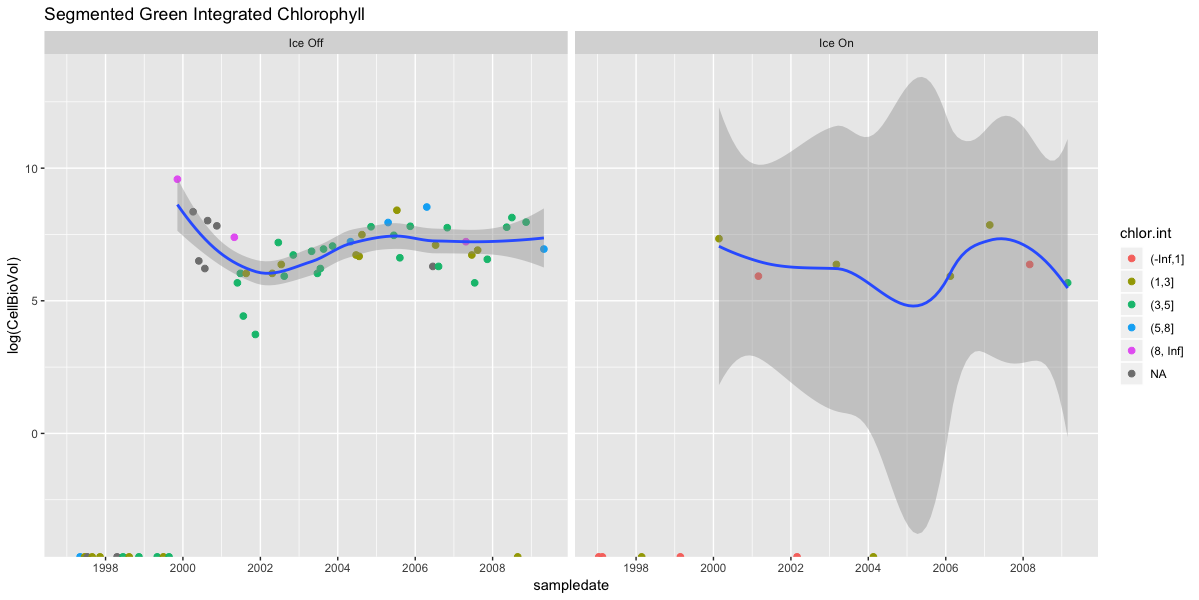 Segmented Green Integrated Chlorophyll
Ice Off
Ice On
log(CellBioVol)
10
5
0
1998
2000
2002
2004
2006
2008
1998
2000
2002
2004
2006
2008
sampledate
chlor.int
(-Inf,1]
(1,3]
(3,5]
(5,8]
(8, Inf]
NA